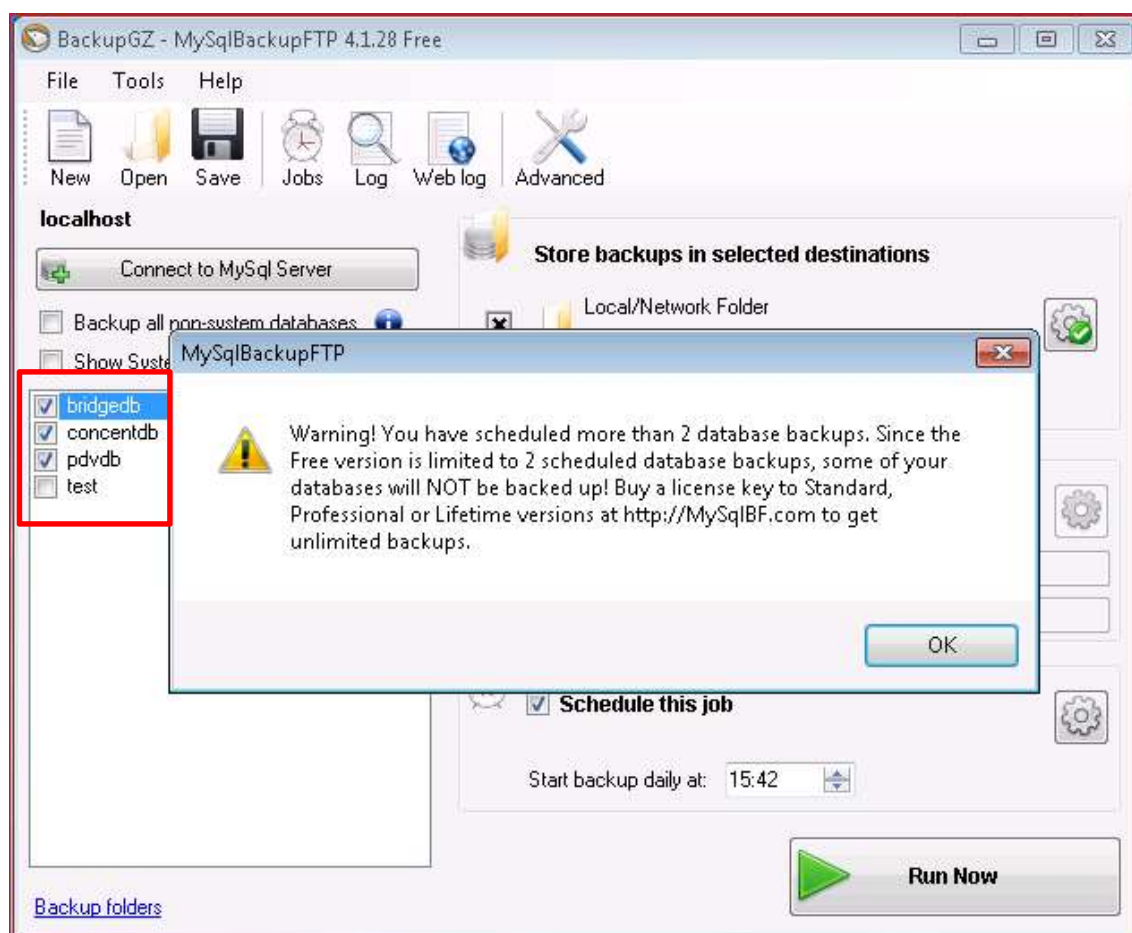 BackupGZ - MySqlBackupFTP 4.1.28 Free
File Tools Help
New Open Save Jobs Log Web log Advanced
localhost
Connect to MySql Server
Backup all non-system databases
Show Syste
bridgedb
concentdb
pdvdb
test
Backup folders
Store backups in selected destinations
Local/Network Folder
MySqlBackupFTP
Warning! You have scheduled more than 2 database backups. Since the
Free version is limited to 2 scheduled database backups, some of your
databases will NOT be backed up! Buy a license key to Standard,
Professional or Lifetime versions at http://MySqlBF.com to get
unlimited backups.
OK
Schedule this job
Start backup daily at: 15:42
Run Now